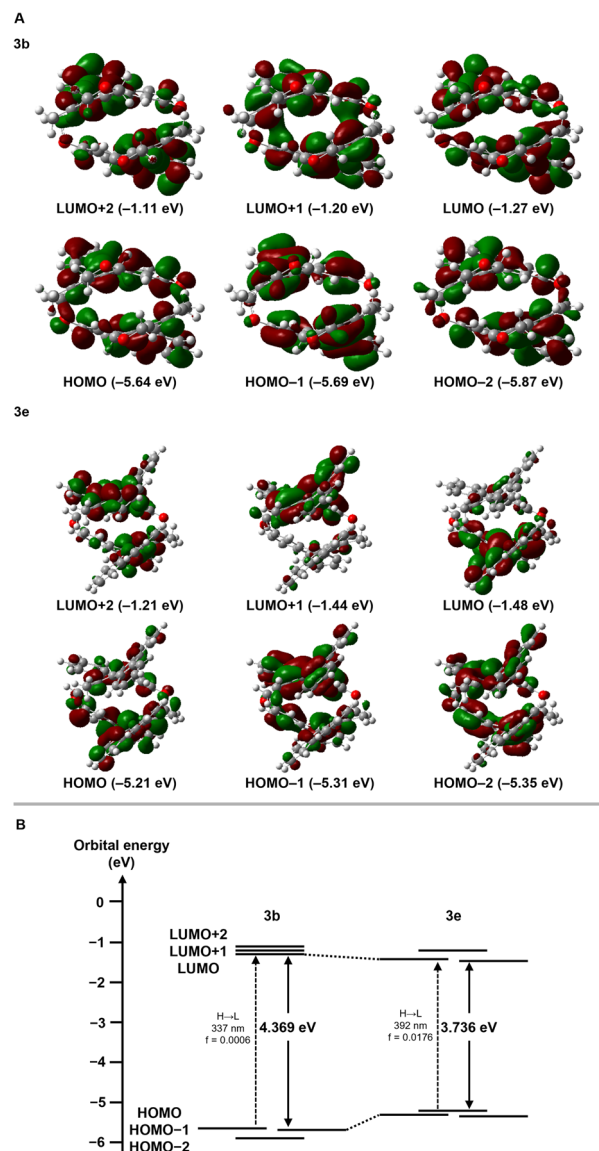 A
3b
LUMO+2 (−1.11 eV)
LUMO+1 (−1.20 eV)
LUMO (−1.27 eV)
HOMO (−5.64 eV)
HOMO−1 (−5.69 eV)
HOMO−2 (−5.87 eV)
3e
LUMO+2 (−1.21 eV)
LUMO+1 (−1.44 eV)
LUMO (−1.48 eV)
HOMO (−5.21 eV)
HOMO−1 (−5.31 eV)
HOMO−2 (−5.35 eV)
B
Orbital energy
(eV)
0
−1
−2
−3
−4
−5
−6
3b
3e
LUMO+2
LUMO+1
LUMO
H→L
337 nm
f = 0.0006
4.369 eV
H→L
392 nm
f = 0.0176
3.736 eV
HOMO
HOMO−1
HOMO−2